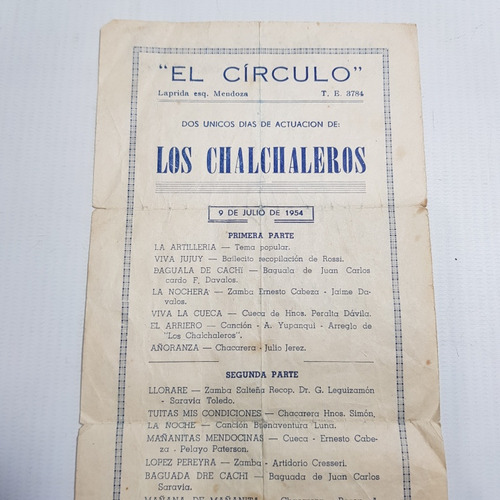 "EL CÍRCULO"
Laprida esq. Mendoza T. E. 3784
DOS UNICOS DIAS DE ACTUACION DE:
LOS CHALCHALEROS
9 DE JULIO DE 1954
PRIMERA PARTE
LA ARTILLERIA — Tema popular.
VIVA JUJUY — Bailecito recopilación de Rossi.
BAGUALA DE CACHI — Baguala de Juan Carlos
cardo F. Davalos.
LA NOCHERA — Zamba Ernesto Cabeza - Jaime Da-
valos.
VIVA LA CUECA — Cueca de Hnos. Peralta Dávila.
EL ARRIERO — Canción - A. Yupanqui - Arreglo de
"Los Chalchaleros".
AÑORANZA — Chacarera - Julio Jerez.
SEGUNDA PARTE
LLORARE — Zamba Salteña Recop. Dr. G. Leguizamón
- Saravia Toledo.
TUITAS MIS CONDICIONES — Chacarera Hnos. Simón,
LA NOCHE — Canción Buenaventura Luna.
MAÑANITAS MENDOCINAS — Cueca - Ernesto Cabe-
za - Pelayo Paterson.
LOPEZ PEREYRA — Zamba - Artidorio Cresseri.
BAGUADA DRE CACHI — Baguada de Juan Carlos
Saravia.
MAÑANA DE MAÑANITA — Chacarera